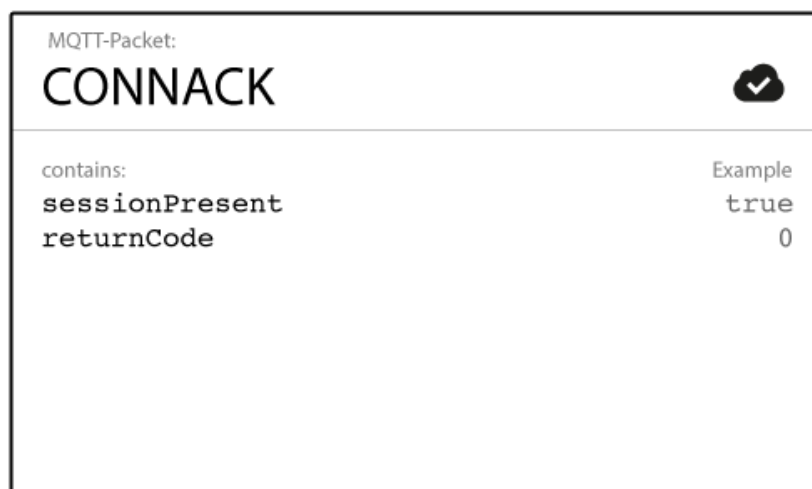 MQTT-Packet:
CONNACK
contains: Example
sessionPresent true
returnCode 0